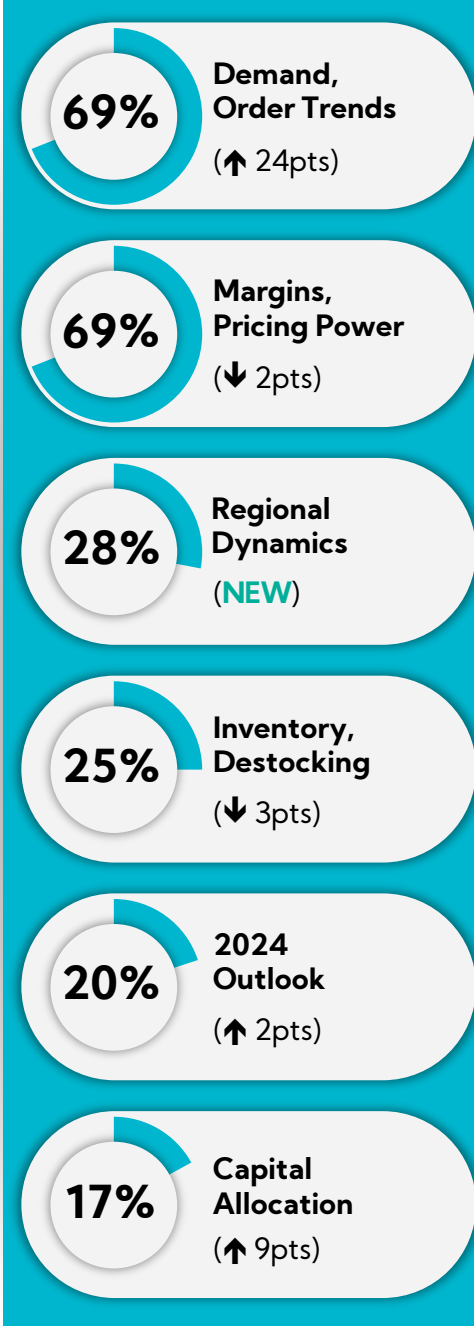 69%
Demand,
Order Trends
(↑ 24pts)
69%
Margins,
Pricing Power
(↓ 2pts)
28%
Regional
Dynamics
(NEW)
25%
Inventory,
Destocking
(↓ 3pts)
20%
2024
Outlook
(↑ 2pts)
17%
Capital
Allocation
(↑ 9pts)